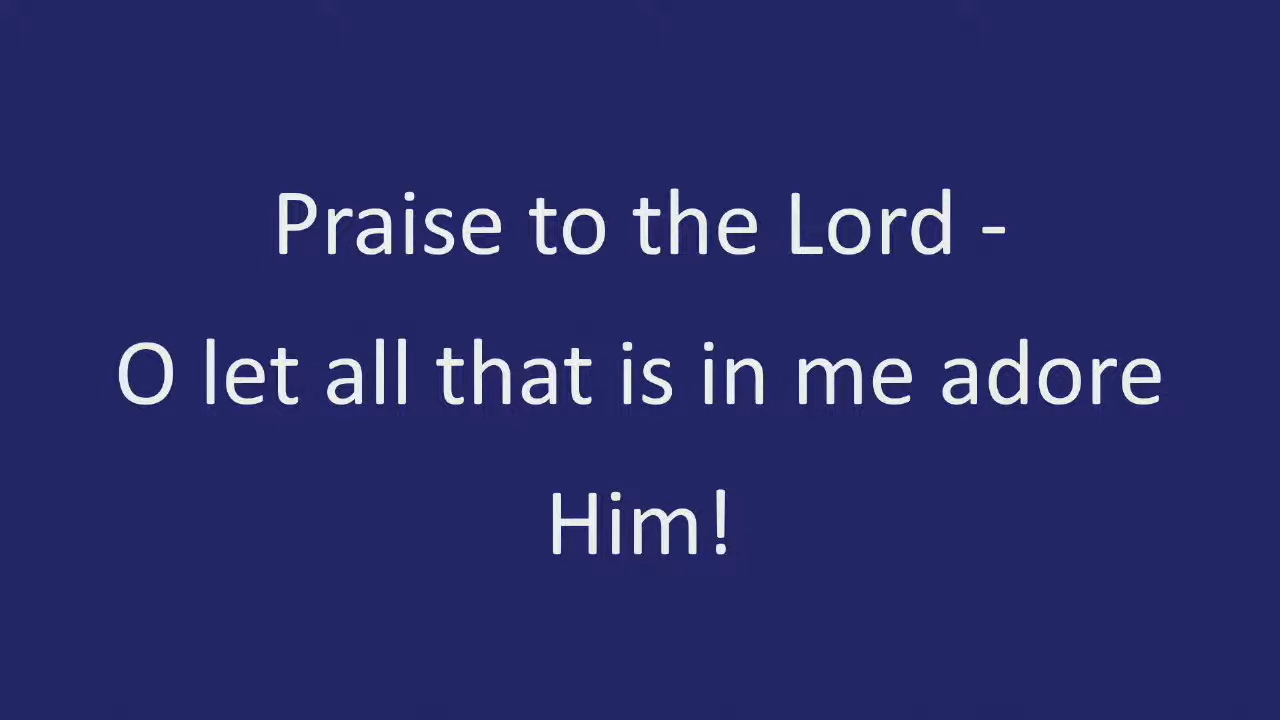 Praise to the Lord -
O let all that is in me adore
Him!